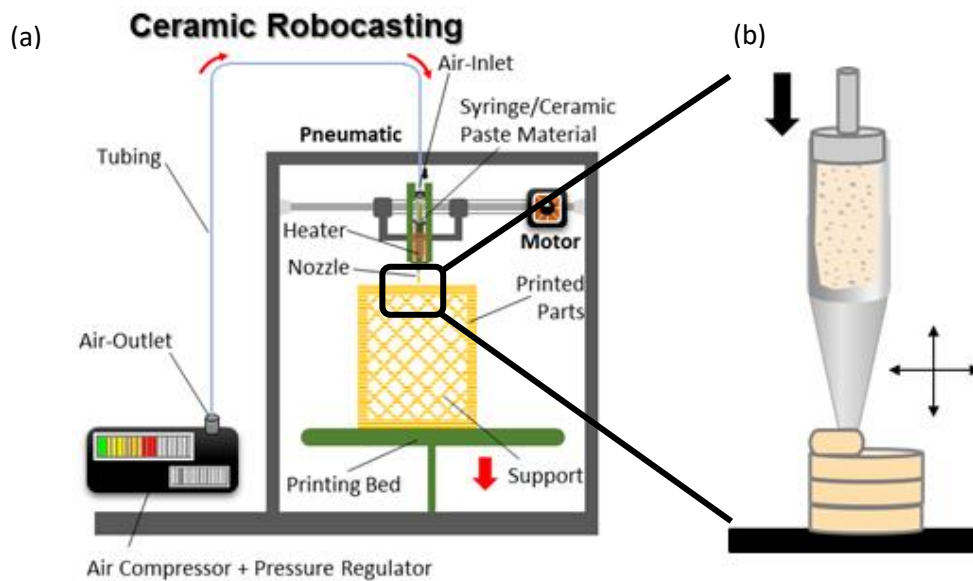 Ceramic Robocasting
(a)
(b)
Air-Inlet
Syringe/Ceramic
Paste Material
Pneumatic
Tubing
Heater
Motor
Nozzle
Printed
Parts
Air-Outlet
Printing Bed
Support
Air Compressor + Pressure Regulator